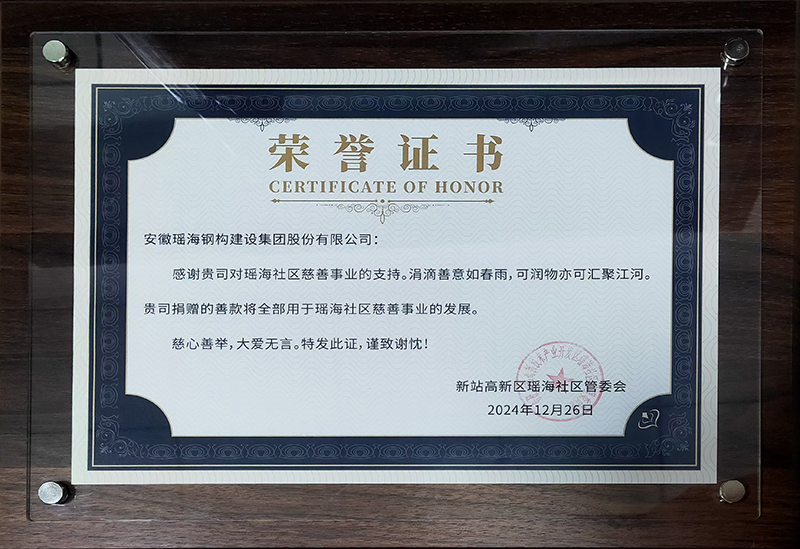 荣誉证书
CERTIFICATE OF HONOR
安徽瑶海钢构建设集团股份有限公司：
感谢贵司对瑶海社区慈善事业的支持。涓滴善意如春雨，可润物亦可汇聚江河。
贵司捐赠的善款将全部用于瑶海社区慈善事业的发展。
慈心善举，大爱无言。特发此证，谨致谢忱！
新站高新区瑶海社区管委会
2024年12月26日